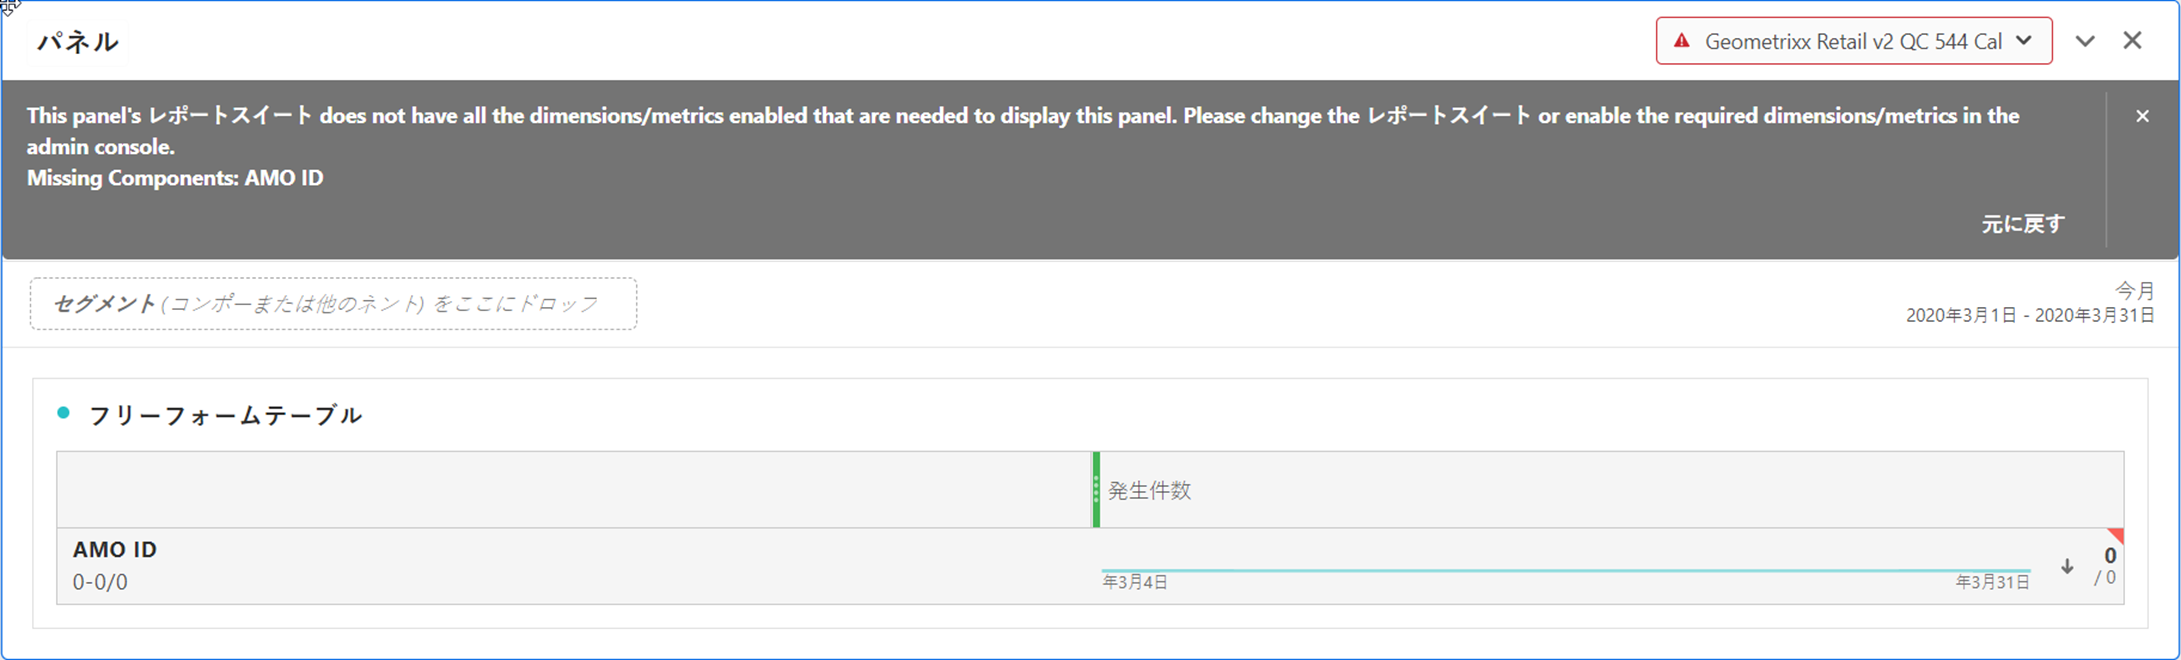 パネル
Geometrixx Retail v2 QC 544 Cal
This panel's レポートスイート does not have all the dimensions/metrics enabled that are needed to display this panel. Please change the レポートスイート or enable the required dimensions/metrics in the
admin console.
Missing Components: AMO ID
元に戻す
セグメント (コンポーまたは他のネント) をここにドロッフ
今月
2020年3月1日 - 2020年3月31日
フリーフォームテーブル
発生件数
AMO ID
0-0/0
年3月4日
年3月31日
0
/ 0